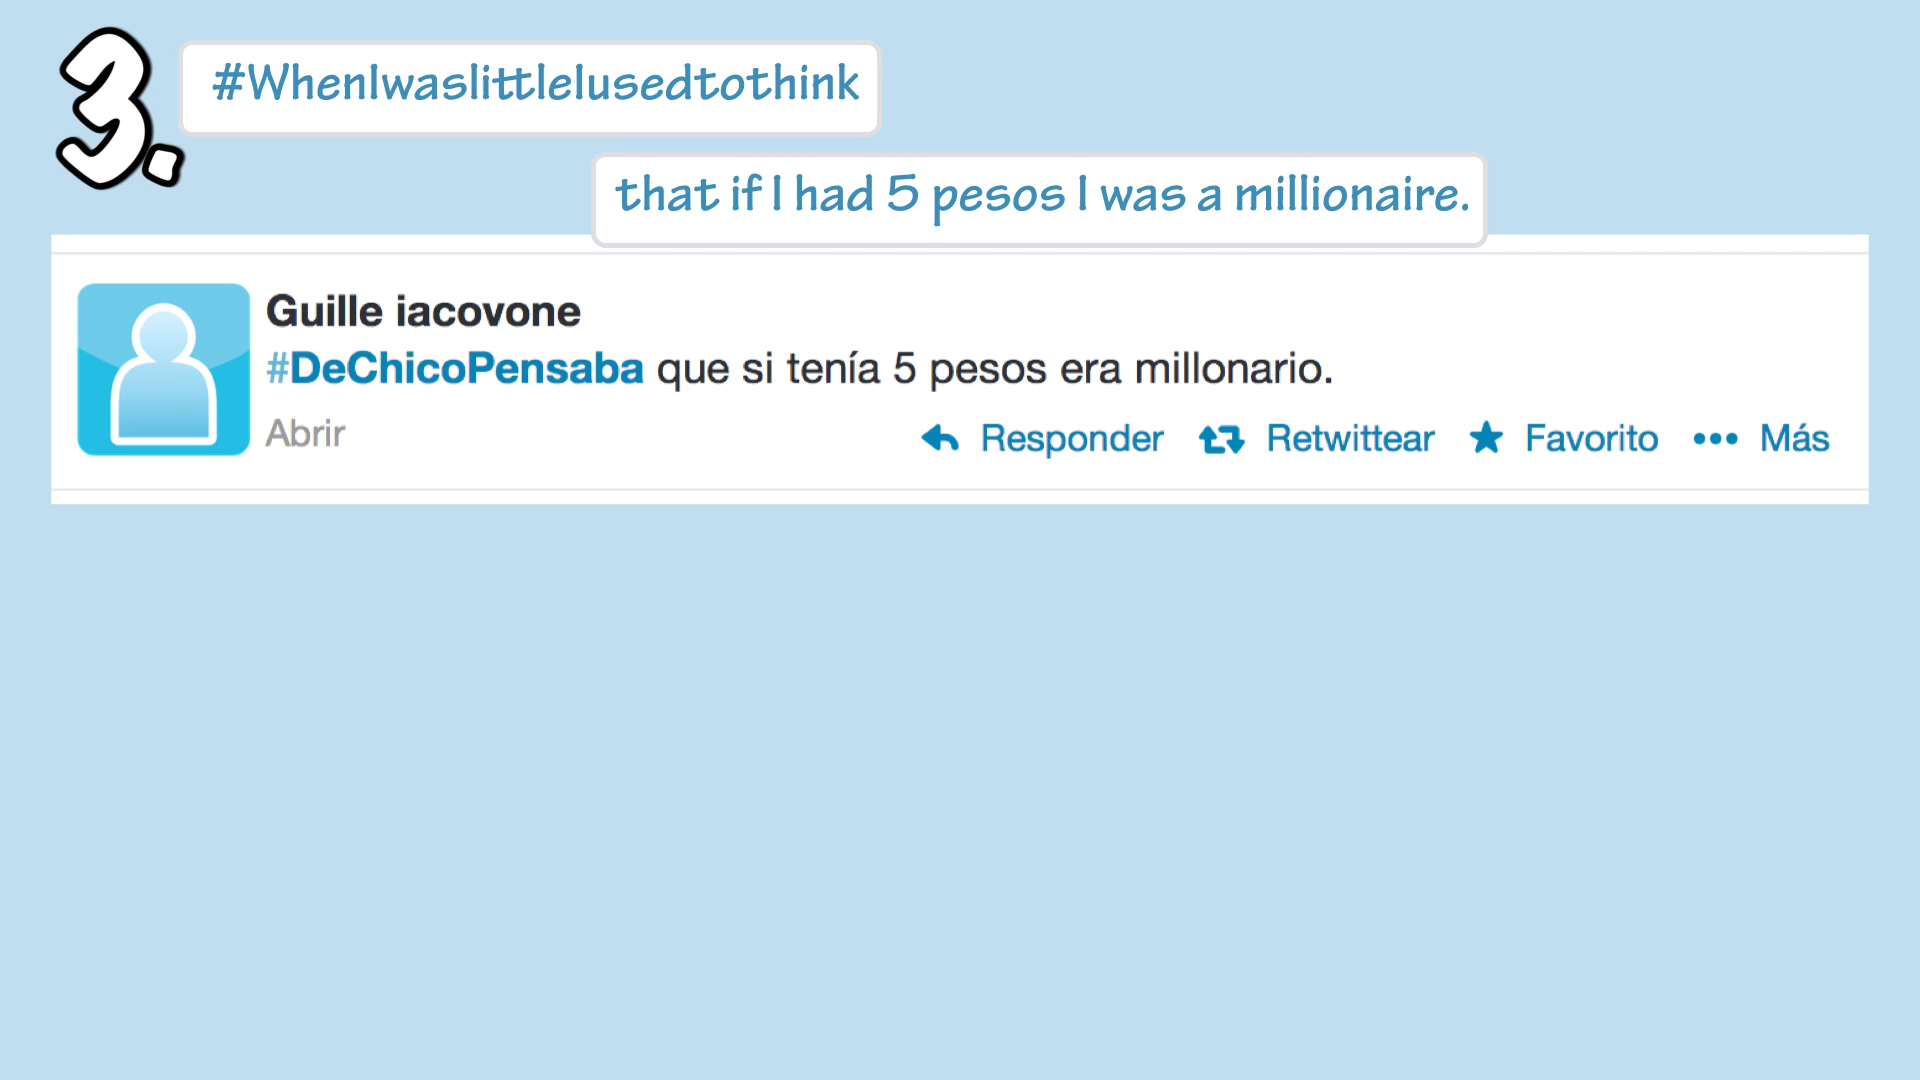 3.
#WhenIwaslittleIusedtothink
that if I had 5 pesos I was a millionaire.
Guille iacovone
#DeChicoPensaba que si tenía 5 pesos era millonario.
Abrir
Responder Retwittear Favorito Más